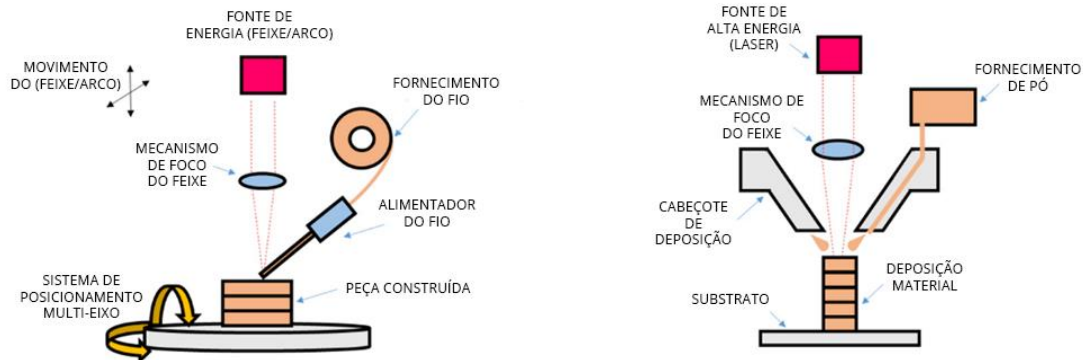 FONTE DE
ENERGIA (FEIXE/ARCO)
MOVIMENTO
DO (FEIXE/ARCO)
FORNECIMENTO
DO FIO
MECANISMO
DE FOCO
DO FEIXE
ALIMENTADOR
DO FIO
SISTEMA DE
POSICIONAMENTO
MULTI-EIXO
PEÇA CONSTRUÍDA
FONTE DE
ALTA ENERGIA
(LASER)
FORNECIMENTO
DE PÓ
MECANISMO DE
FOCO
DO FEIXE
CABEÇOTE
DE
DEPOSIÇÃO
DEPOSIÇÃO
MATERIAL
SUBSTRATO